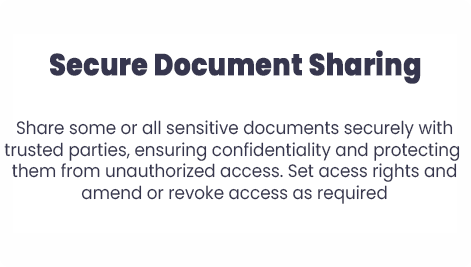 Secure Document Sharing
Share some or all sensitive documents securely with
trusted parties, ensuring confidentiality and protecting
them from unauthorized access. Set acess rights and
amend or revoke access as required